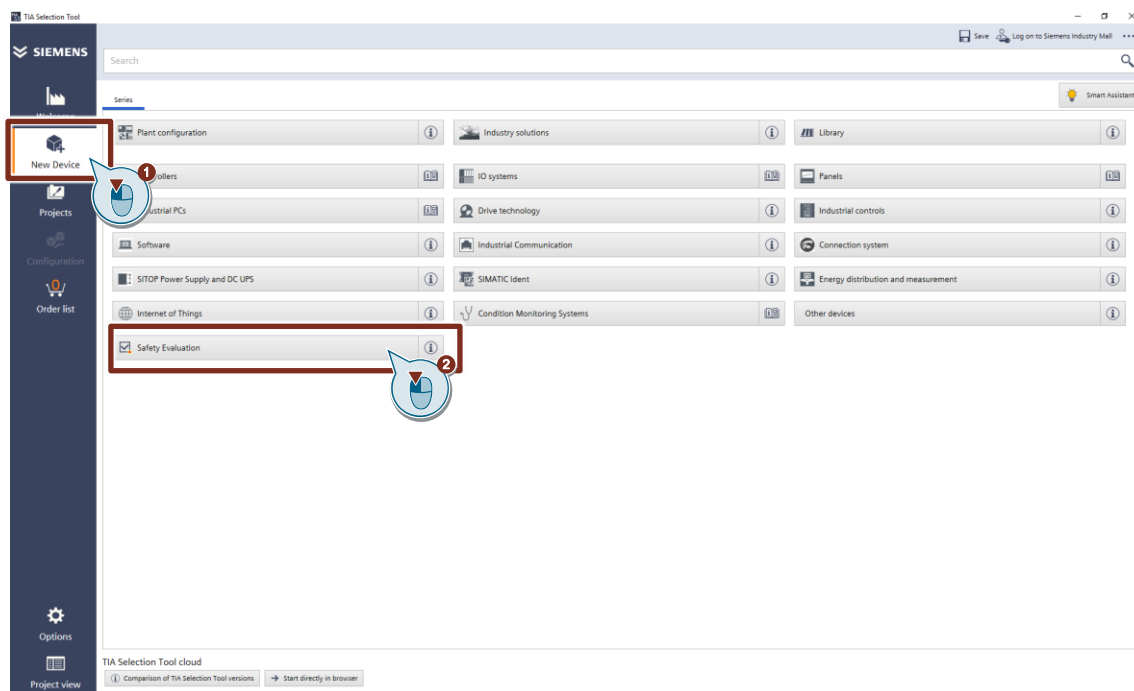 TIA Selection Tool
Save
Log on to Siemens Industry Mall
SIEMENS
Search
Series
Smart Assistant
Welcome
New Device
1
Projects
Configuration
0
Order list
Plant configuration
Industry solutions
Library
IO systems
Panels
Drive technology
Industrial controls
Software
Industrial Communication
Connection system
SITOP Power Supply and DC UPS
SIMATIC Ident
Energy distribution and measurement
Internet of Things
Condition Monitoring Systems
Other devices
Safety Evaluation
2
Options
Project view
TIA Selection Tool cloud
Comparison of TIA Selection Tool versions
Start directly in browser